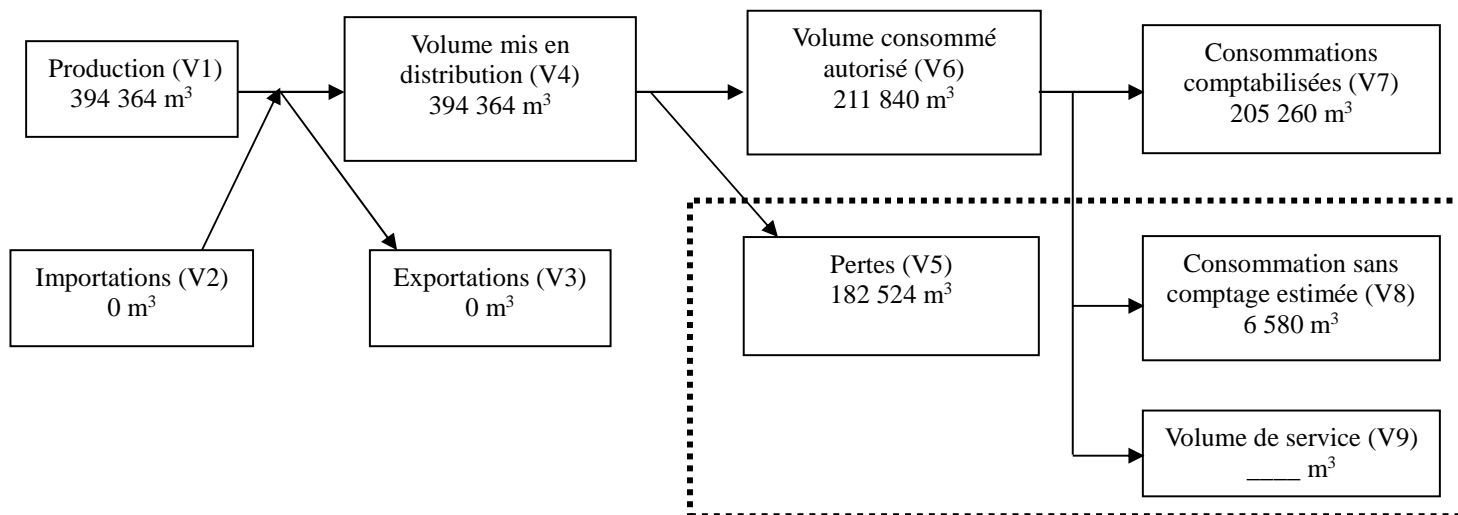 Production (V1)
394 364 m³
Volume mis en
distribution (V4)
394 364 m³
Volume consommé
autorisé (V6)
211 840 m³
Consommations
comptabilisées (V7)
205 260 m³
Importations (V2)
0 m³
Exportations (V3)
0 m³
Pertes (V5)
182 524 m³
Consommation sans
comptage estimée (V8)
6 580 m³
Volume de service (V9)
____ m³